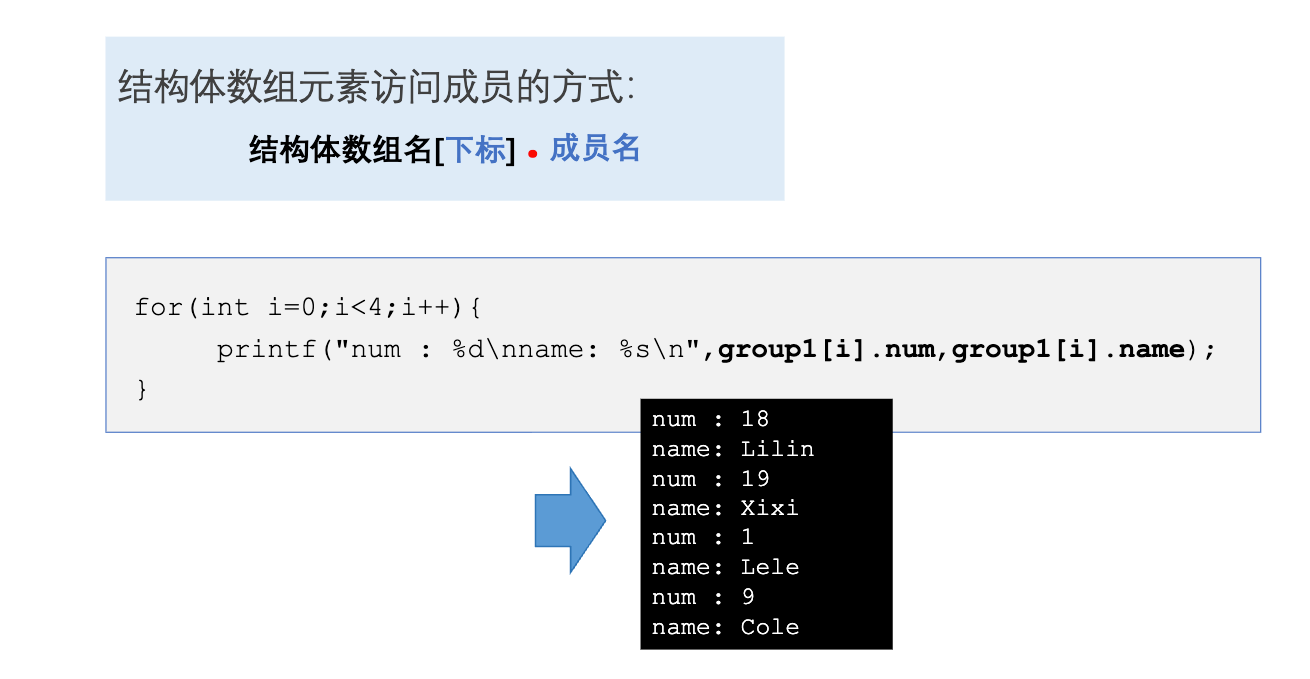 结构体数组元素访问成员的方式:
结构体数组名[下标] . 成员名
for(int i=0;i<4;i++){
printf("num : %d\nname: %s\n",group1[i].num,group1[i].name);
}
num : 18
name: Lilin
num : 19
name: Xixi
num : 1
name: Lele
num : 9
name: Cole